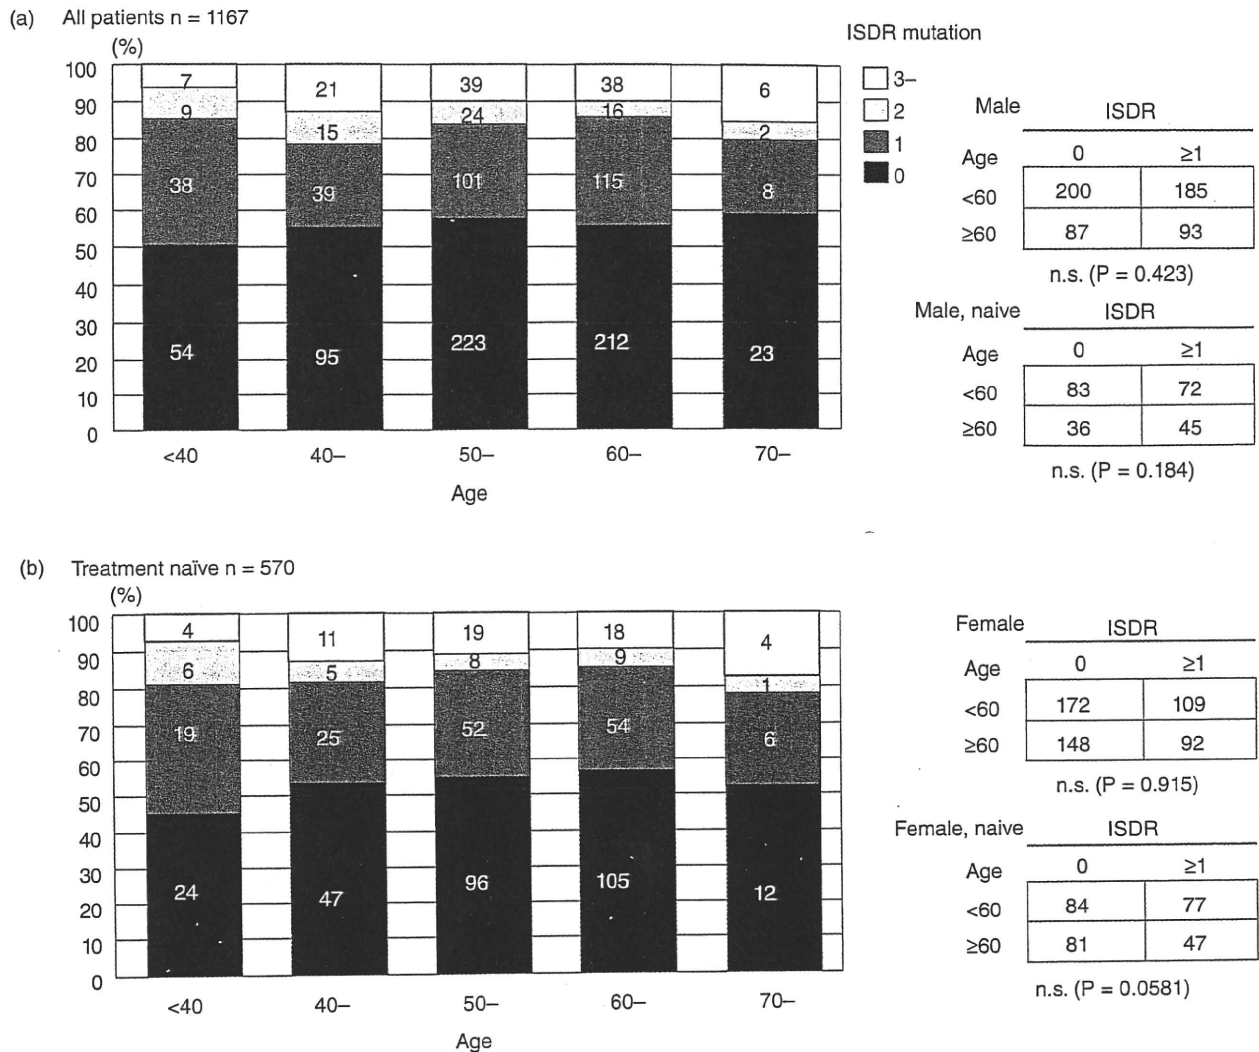 (a) All patients n = 1167
(%)
100
90
80
70
60
50
40
30
20
10
0
7 21 39 38 6
9 15 24 16 2
38 39 101 115 8
54 95 223 212 23
<40 40– 50– 60– 70–
Age
ISDR mutation
3–
2
1
0
Male ISDR
Age 0 ≥1
<60 200 185
≥60 87 93
n.s. (P = 0.423)
Male, naive ISDR
Age 0 ≥1
<60 83 72
≥60 36 45
n.s. (P = 0.184)
(b) Treatment naïve n = 570
(%)
100
90
80
70
60
50
40
30
20
10
0
4 11 19 18 4
6 5 8 9 1
19 25 52 54 6
24 47 96 105 12
<40 40– 50– 60– 70–
Age
Female ISDR
Age 0 ≥1
<60 172 109
≥60 148 92
n.s. (P = 0.915)
Female, naive ISDR
Age 0 ≥1
<60 84 77
≥60 81 47
n.s. (P = 0.0581)